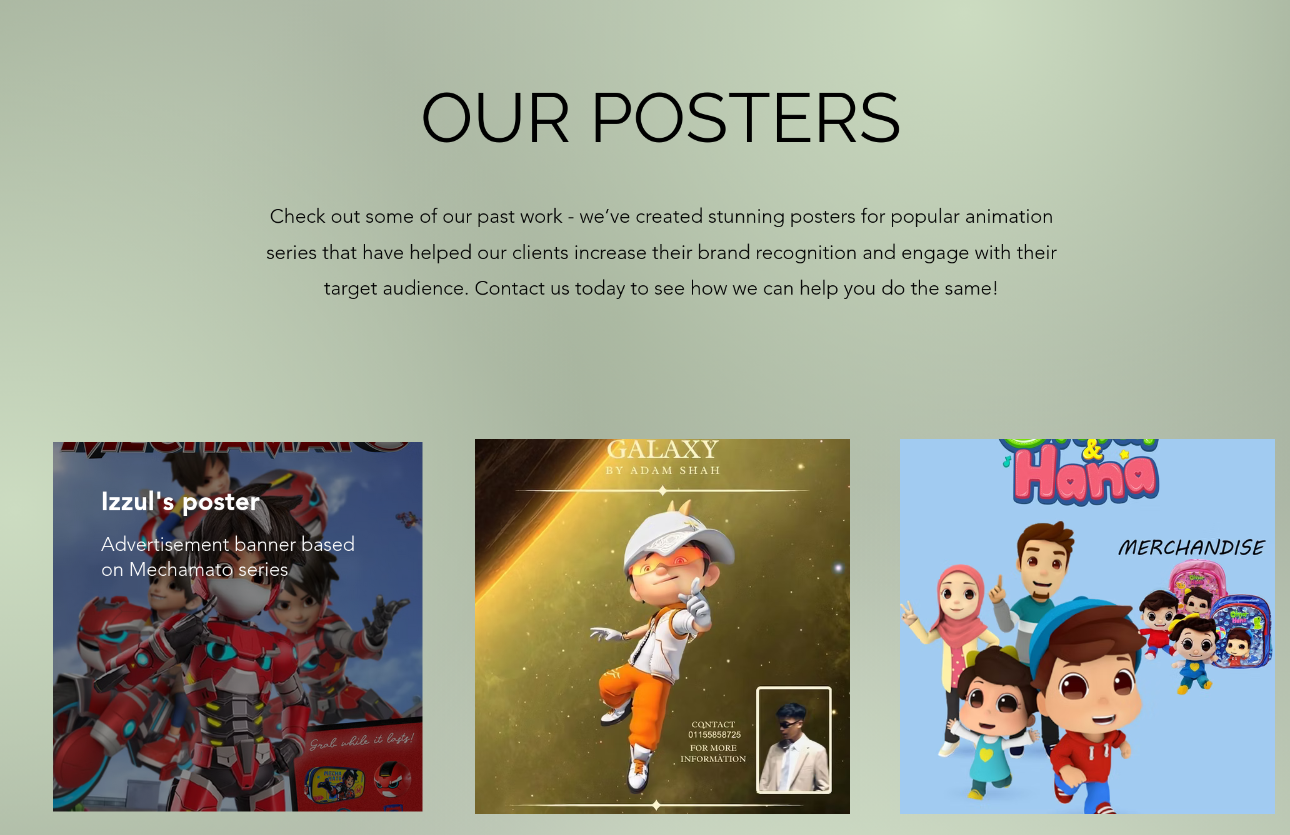 OUR POSTERS
Check out some of our past work - we’ve created stunning posters for popular animation
series that have helped our clients increase their brand recognition and engage with their
target audience. Contact us today to see how we can help you do the same!
MECHAMATO
Izzul's poster
Advertisement banner based
on Mechamato series
Grab while it lasts!
GALAXY
BY ADAM SHAH
CONTACT
01155858725
FOR MORE
INFORMATION
&
Hana
MERCHANDISE